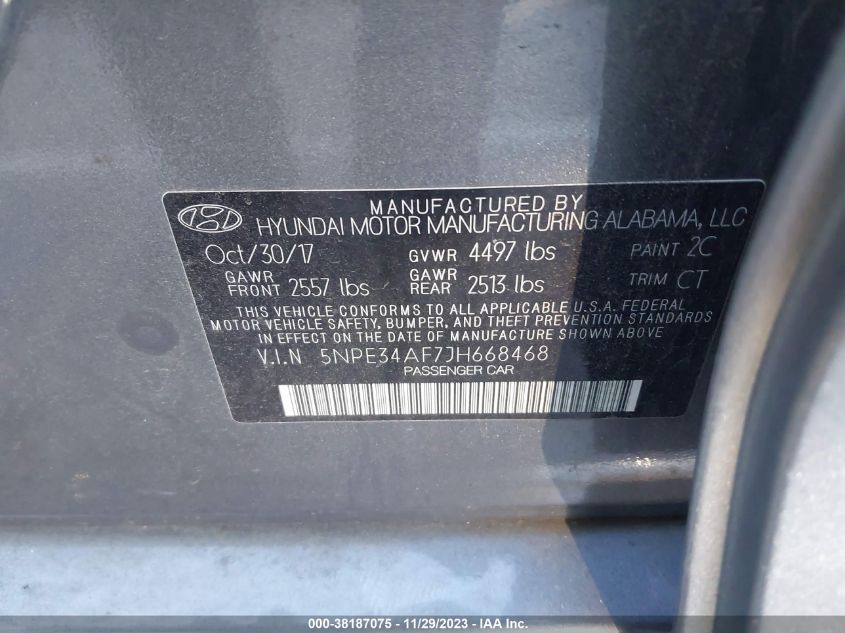 MANUFACTURED BY
HYUNDAI MOTOR MANUFACTURING ALABAMA, LLC
Oct/30/17 GVWR 4497 lbs PAINT 2C
GAWR FRONT 2557 lbs GAWR REAR 2513 lbs TRIM CT
THIS VEHICLE CONFORMS TO ALL APPLICABLE U.S.A. FEDERAL
MOTOR VEHICLE SAFETY, BUMPER, AND THEFT PREVENTION STANDARDS
IN EFFECT ON THE DATE OF MANUFACTURE SHOWN ABOVE.
V.I.N 5NPE34AF7JH668468
PASSENGER CAR
000-38187075 - 11/29/2023 - IAA Inc.